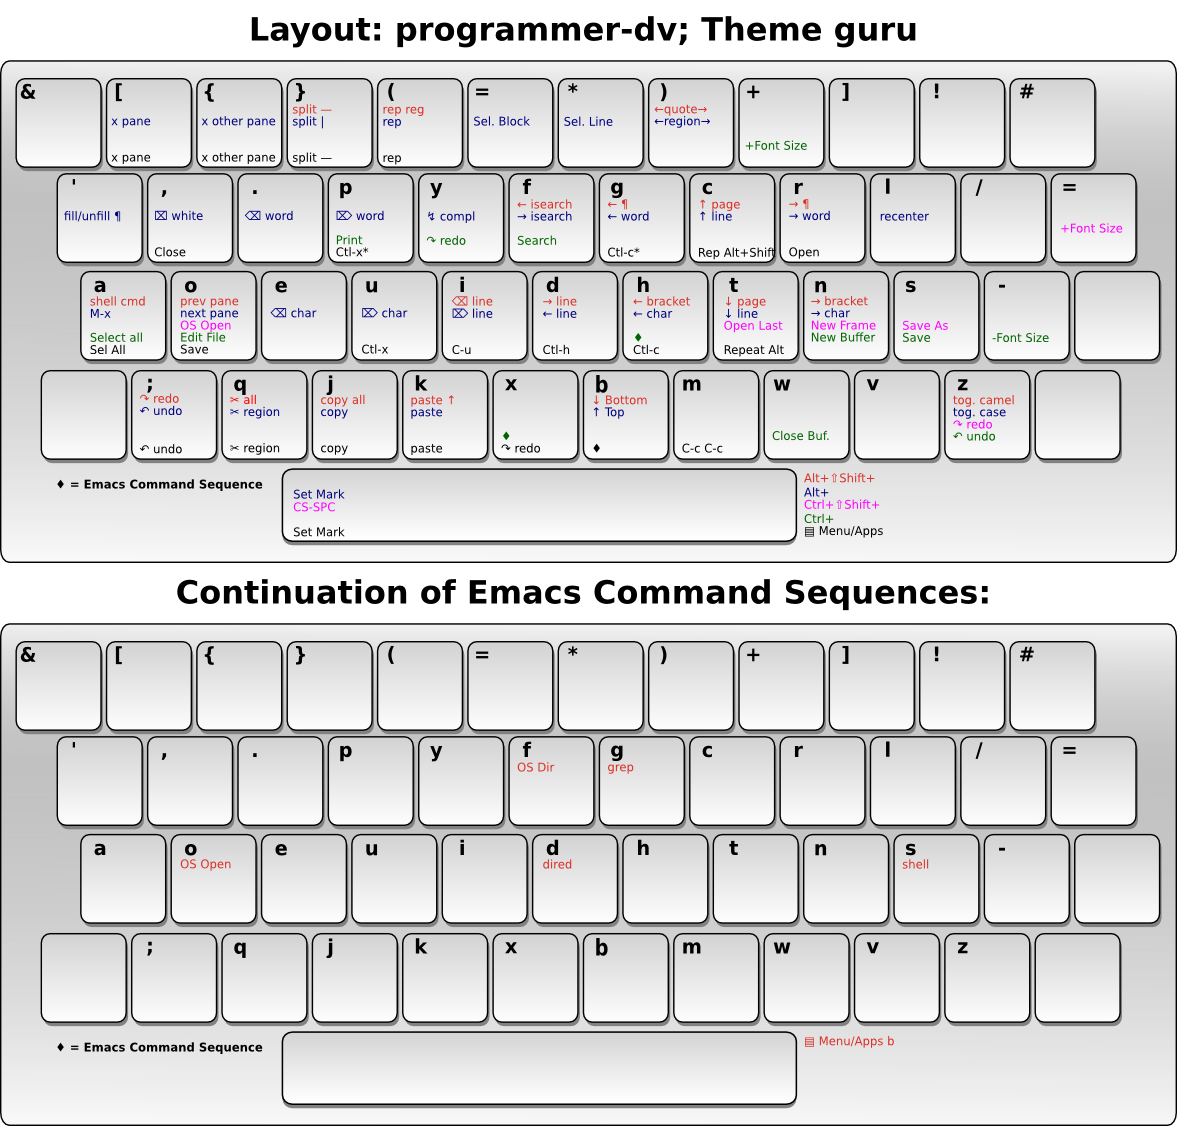 Layout: programmer-dv; Theme guru
& [ { } ( = * ) + ] ! #
split — rep reg ←quote→
x pane x other pane split | rep Sel. Block Sel. Line ←region→
+Font Size
x pane x other pane split — rep
' , . p y f g c r l / =
← isearch ← ¶ ↑ page → ¶
fill/unfill ¶ ⌧ white ⌫ word ⌦ word ↯ compl → isearch ← word ↑ line → word recenter
+Font Size
Print ↷ redo Search
Close Ctl-x* Ctl-c* Rep Alt+Shift Open
a o e u i d h t n s -
shell cmd prev pane ⌫ line → line ← bracket ↓ page → bracket
M-x next pane ⌫ char ⌦ char ⌦ line ← line ← char ↓ line → char
OS Open Open Last New Frame Save As
Select all Edit File ♦ New Buffer Save -Font Size
Sel All Save Ctl-x C-u Ctl-h Ctl-c Repeat Alt
; q j k x b m w v z
↷ redo ✂ all copy all paste ↑ ↓ Bottom tog. camel
↶ undo ✂ region copy paste ↑ Top tog. case
↷ redo
♦ Close Buf. ↶ undo
↶ undo ✂ region copy paste ↷ redo ♦ C-c C-c
♦ = Emacs Command Sequence
Set Mark
CS-SPC
Set Mark
Alt+⇧Shift+
Alt+
Ctrl+⇧Shift+
Ctrl+
▤ Menu/Apps
Continuation of Emacs Command Sequences:
& [ { } ( = * ) + ] ! #
' , . p y f g c r l / =
OS Dir grep
a o e u i d h t n s -
OS Open dired shell
; q j k x b m w v z
♦ = Emacs Command Sequence
▤ Menu/Apps b